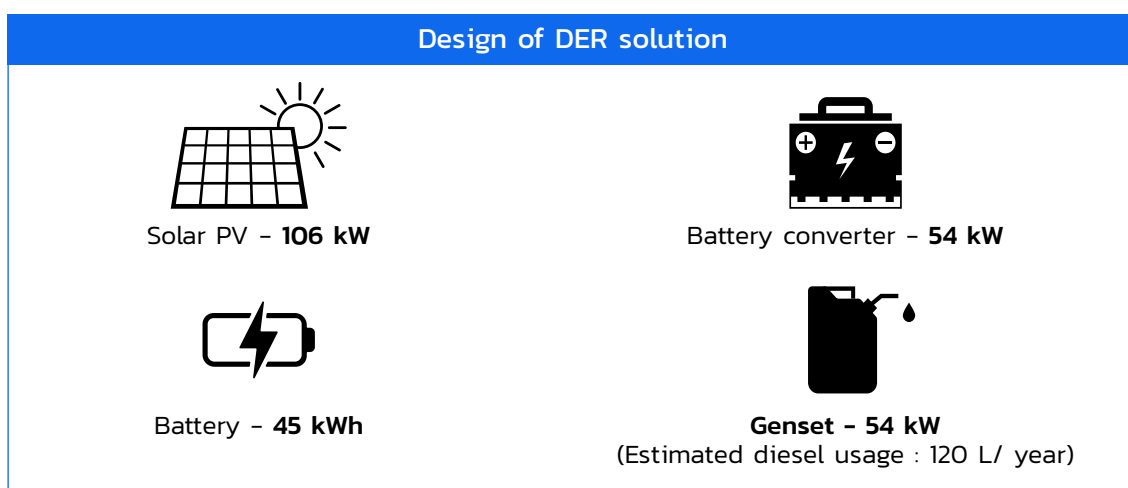 Design of DER solution
Solar PV - 106 kW
Battery converter - 54 kW
Battery - 45 kWh
Genset - 54 kW
(Estimated diesel usage : 120 L/ year)